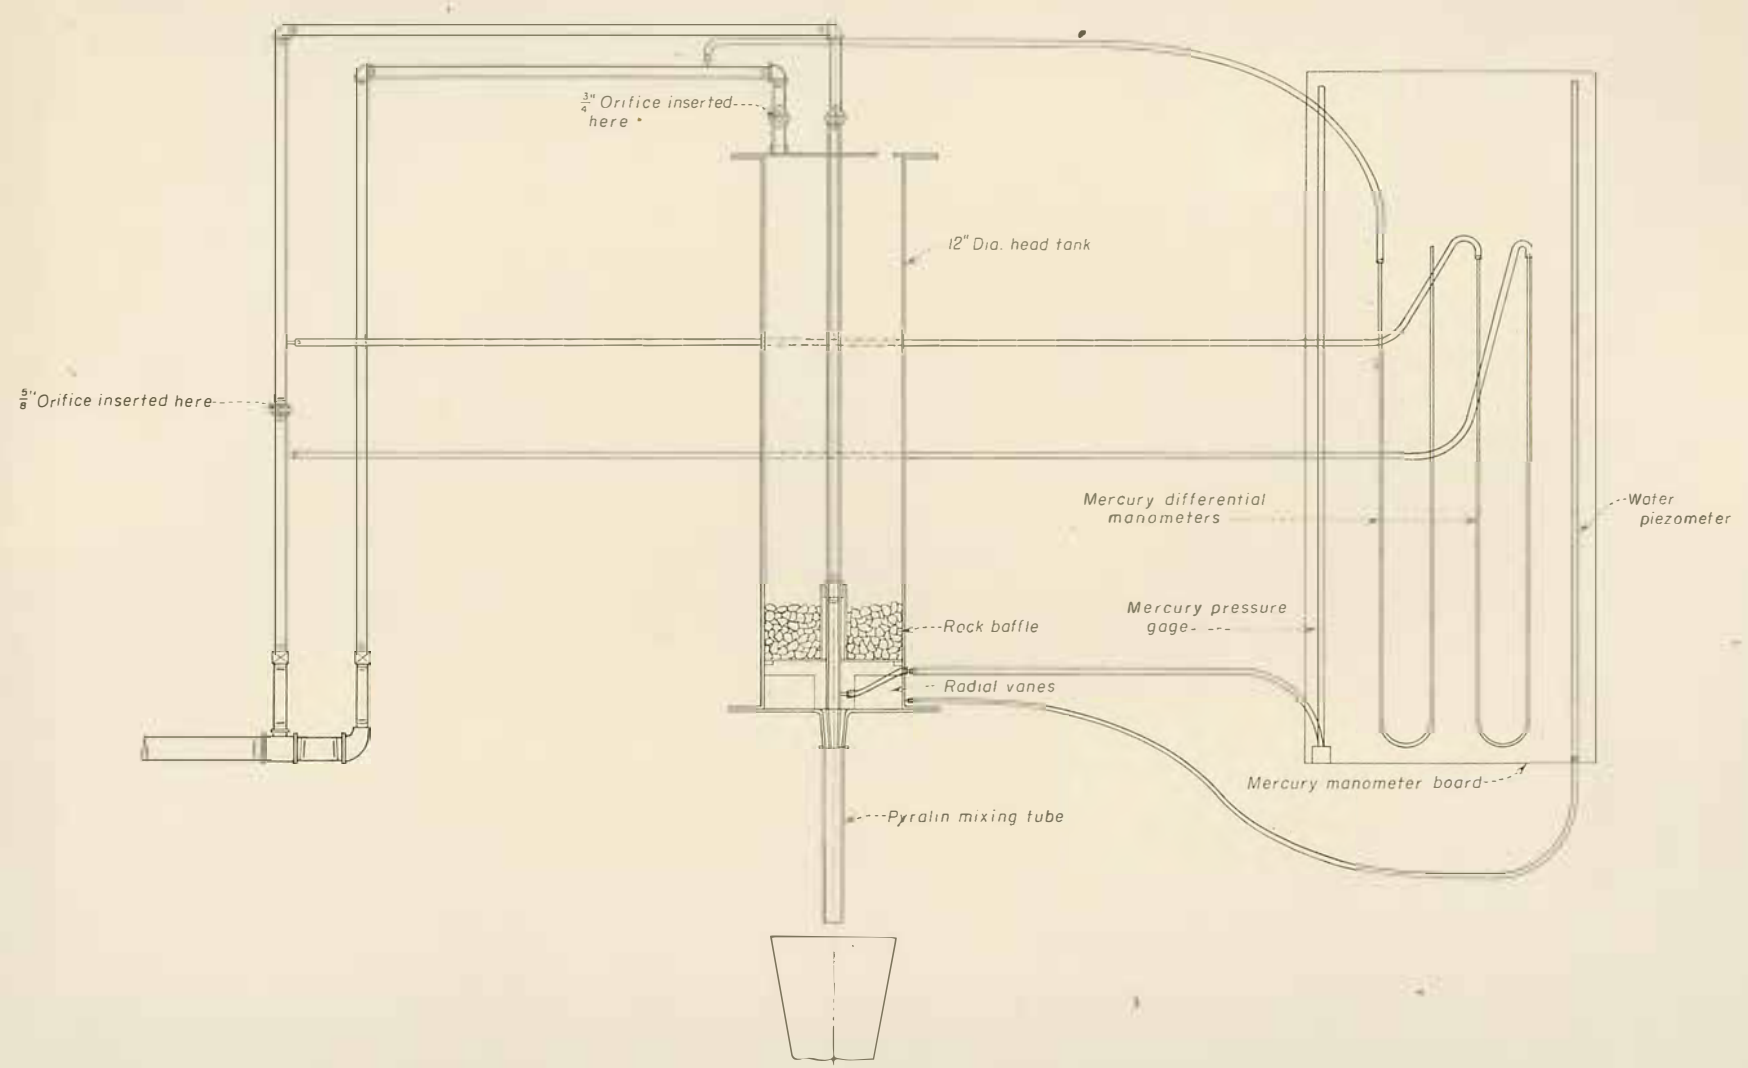 3/4" Orifice inserted
here
12" Dia. head tank
5/8" Orifice inserted here
Mercury differential
manometers
Water
piezometer
Mercury pressure
gage
Rock baffle
Radial vanes
Mercury manometer board
Pyralin mixing tube